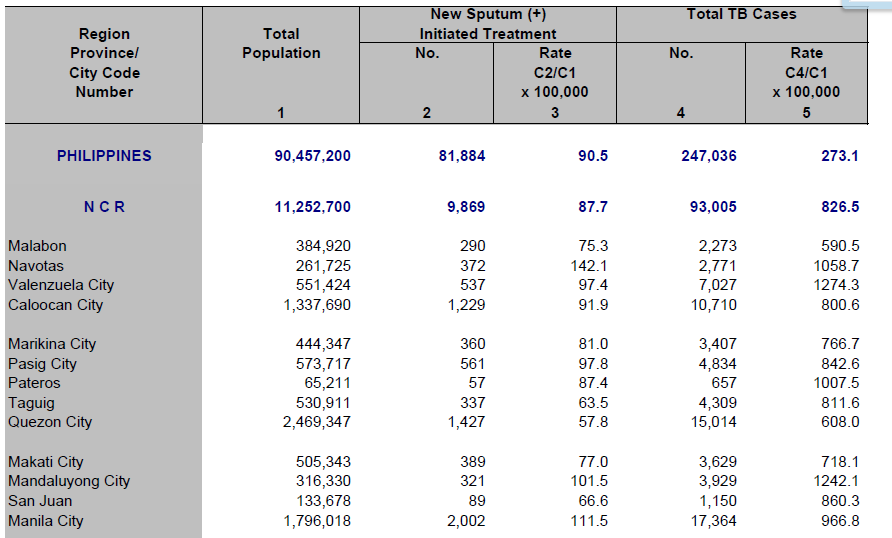 New Sputum (+) Total TB Cases
Region Total Initiated Treatment
Province/ Population No. Rate No. Rate
City Code C2/C1 C4/C1
Number x 100,000 x 100,000
1 2 3 4 5
PHILIPPINES 90,457,200 81,884 90.5 247,036 273.1
N C R 11,252,700 9,869 87.7 93,005 826.5
Malabon 384,920 290 75.3 2,273 590.5
Navotas 261,725 372 142.1 2,771 1058.7
Valenzuela City 551,424 537 97.4 7,027 1274.3
Caloocan City 1,337,690 1,229 91.9 10,710 800.6
Marikina City 444,347 360 81.0 3,407 766.7
Pasig City 573,717 561 97.8 4,834 842.6
Pateros 65,211 57 87.4 657 1007.5
Taguig 530,911 337 63.5 4,309 811.6
Quezon City 2,469,347 1,427 57.8 15,014 608.0
Makati City 505,343 389 77.0 3,629 718.1
Mandaluyong City 316,330 321 101.5 3,929 1242.1
San Juan 133,678 89 66.6 1,150 860.3
Manila City 1,796,018 2,002 111.5 17,364 966.8